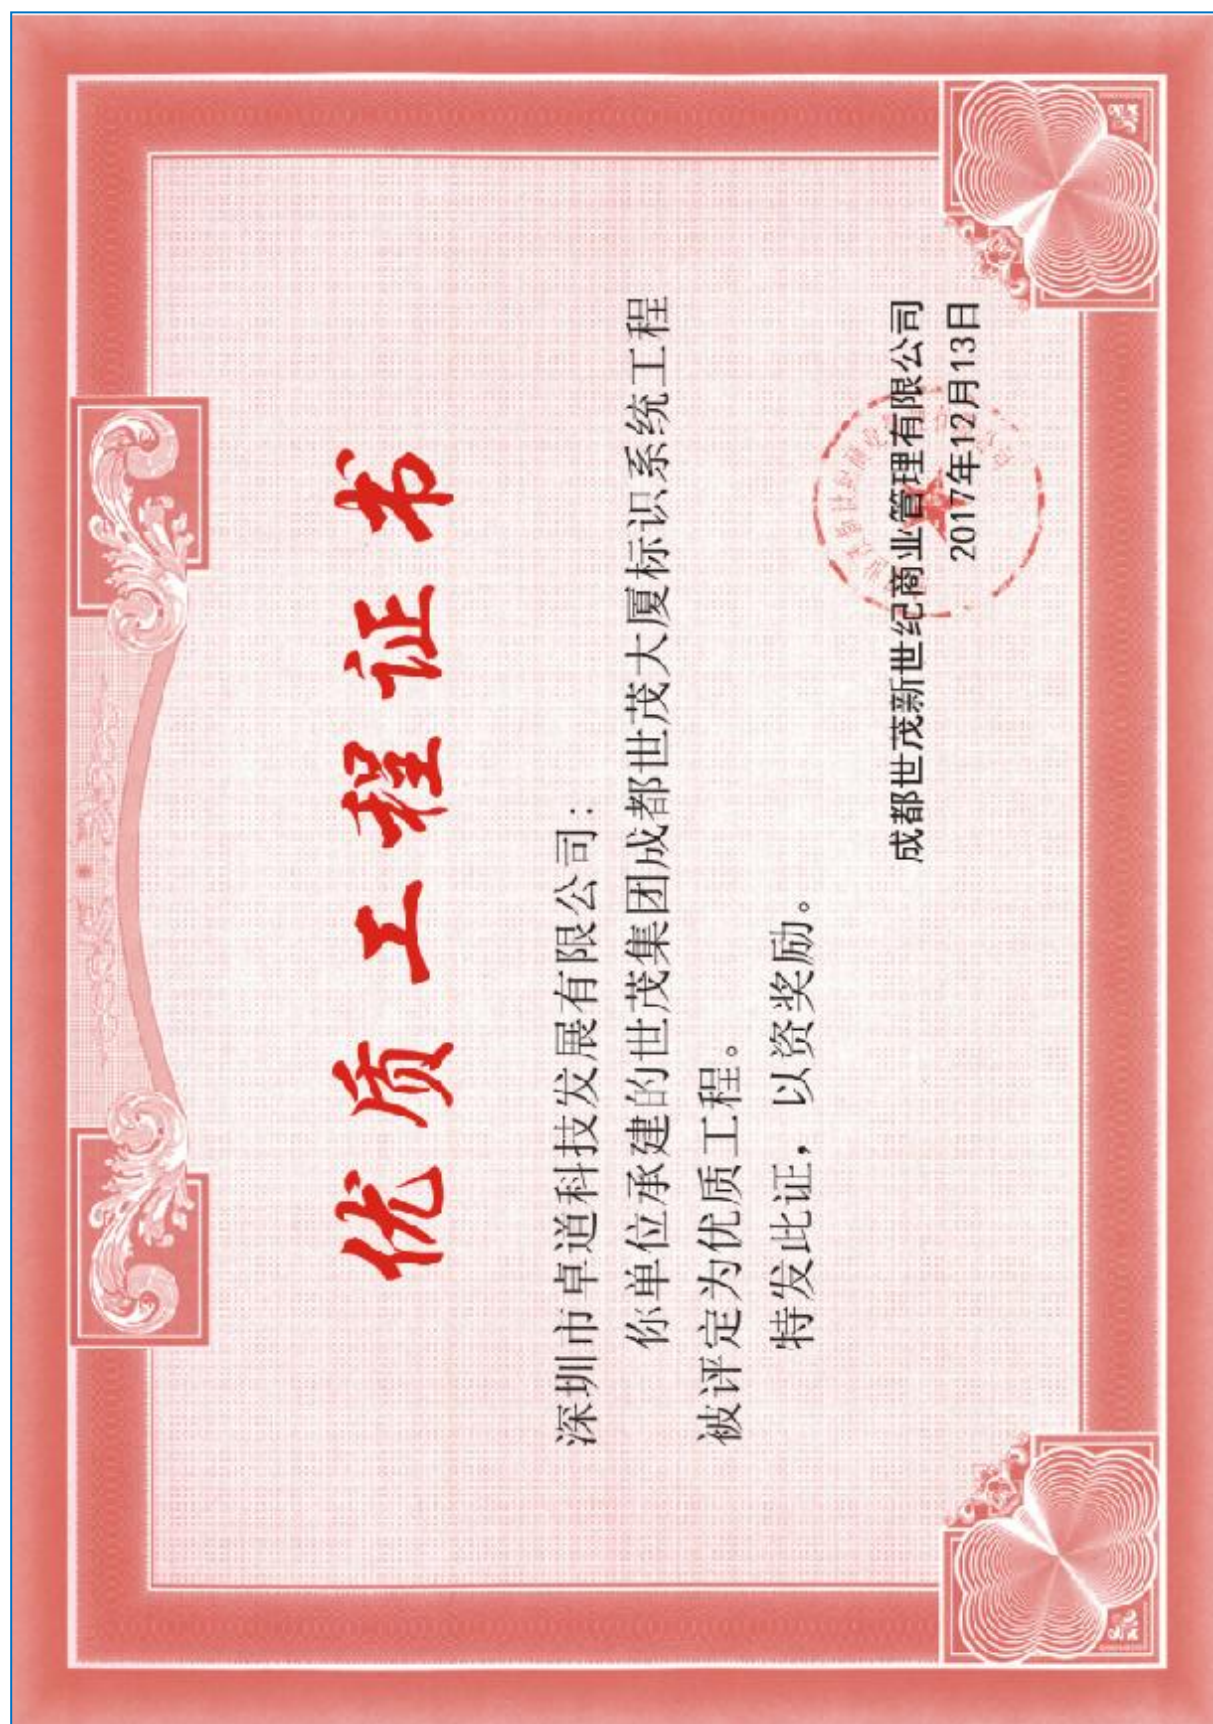 优质工程证书
深圳市卓道科技发展有限公司：
你单位承建的世茂集团成都世茂大厦标识系统工程
被评定为优质工程。
特发此证，以资奖励。
成都世茂新世纪商业管理有限公司
2017年12月13日